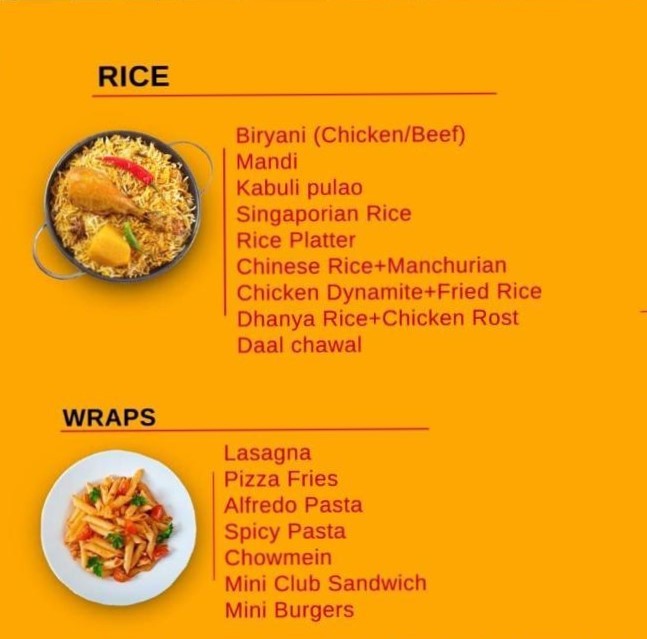 RICE
Biryani (Chicken/Beef)
Mandi
Kabuli pulao
Singaporian Rice
Rice Platter
Chinese Rice+Manchurian
Chicken Dynamite+Fried Rice
Dhanya Rice+Chicken Rost
Daal chawal
WRAPS
Lasagna
Pizza Fries
Alfredo Pasta
Spicy Pasta
Chowmein
Mini Club Sandwich
Mini Burgers